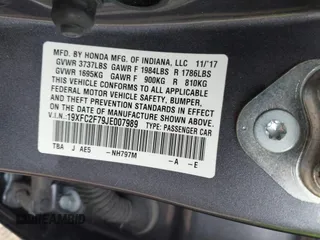 MFD. BY HONDA MFG. OF INDIANA, LLC 11/'17
GVWR 3737LBS GAWR F 1984LBS R 1786LBS
GVWR 1695KG GAWR F 900KG R 810KG
THIS VEHICLE CONFORMS TO ALL APPLICABLE
FEDERAL MOTOR VEHICLE SAFETY, BUMPER,
AND THEFT PREVENTION STANDARDS IN EFFECT
ON THE DATE OF MANUFACTURE SHOWN ABOVE.
V.I.N.: 19XFC2F79JE007989 TYPE: PASSENGER CAR
TBA J AE5 -NH797M -A -E